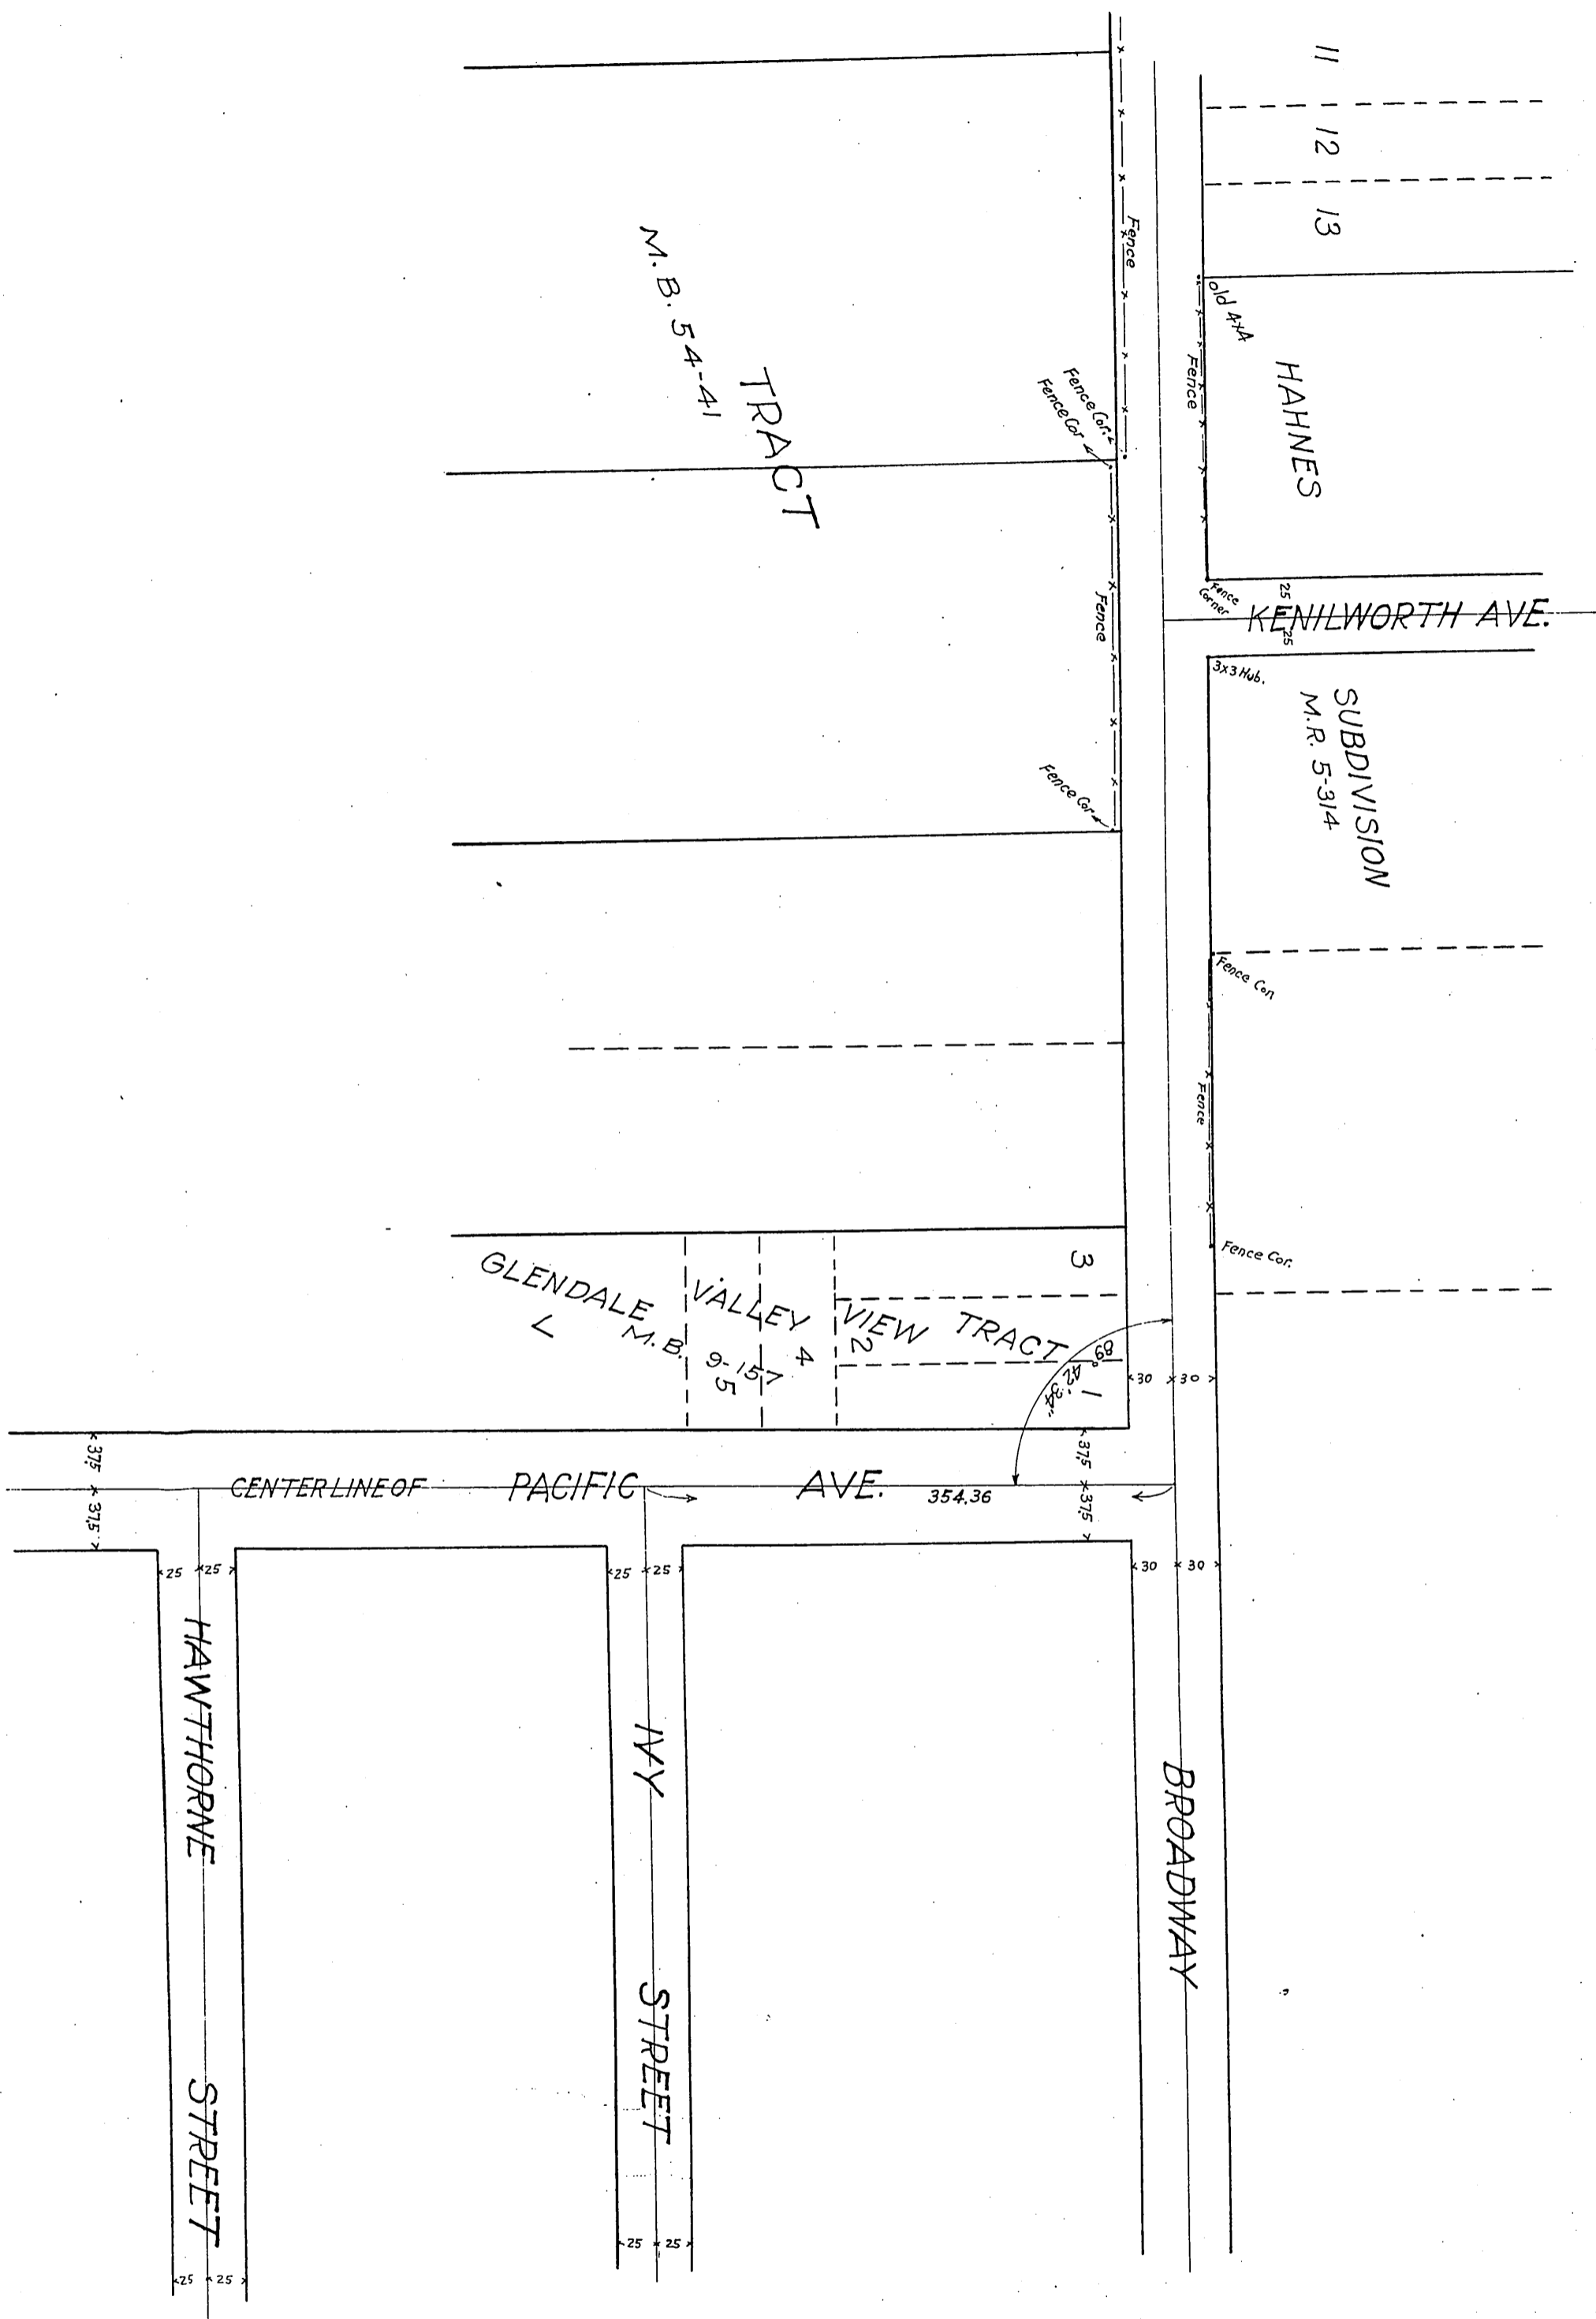 11
12
13
HAHNES
old AxA
Fence
Fence
Fence Cor.
Fence Cor
TRACT
M. B. 54-41
Fence
Corner
25
KENILWORTH AVE.
25
3x3 Hub.
SUBDIVISION
M.R. 5-314
Fence
Fence Cor.
Fence Cor.
Fence
Fence Cor.
3
GLENDALE VALLEY VIEW TRACT
M.B. 9-157
2
4
5
1
89° 42'
30 30
37.5
37.5
37.5
37.5
CENTER LINE OF PACIFIC AVE.
354.36
25 25
25 25
30 30
HAWTHORNE STREET
IVY STREET
BROADWAY
25 25
25 25